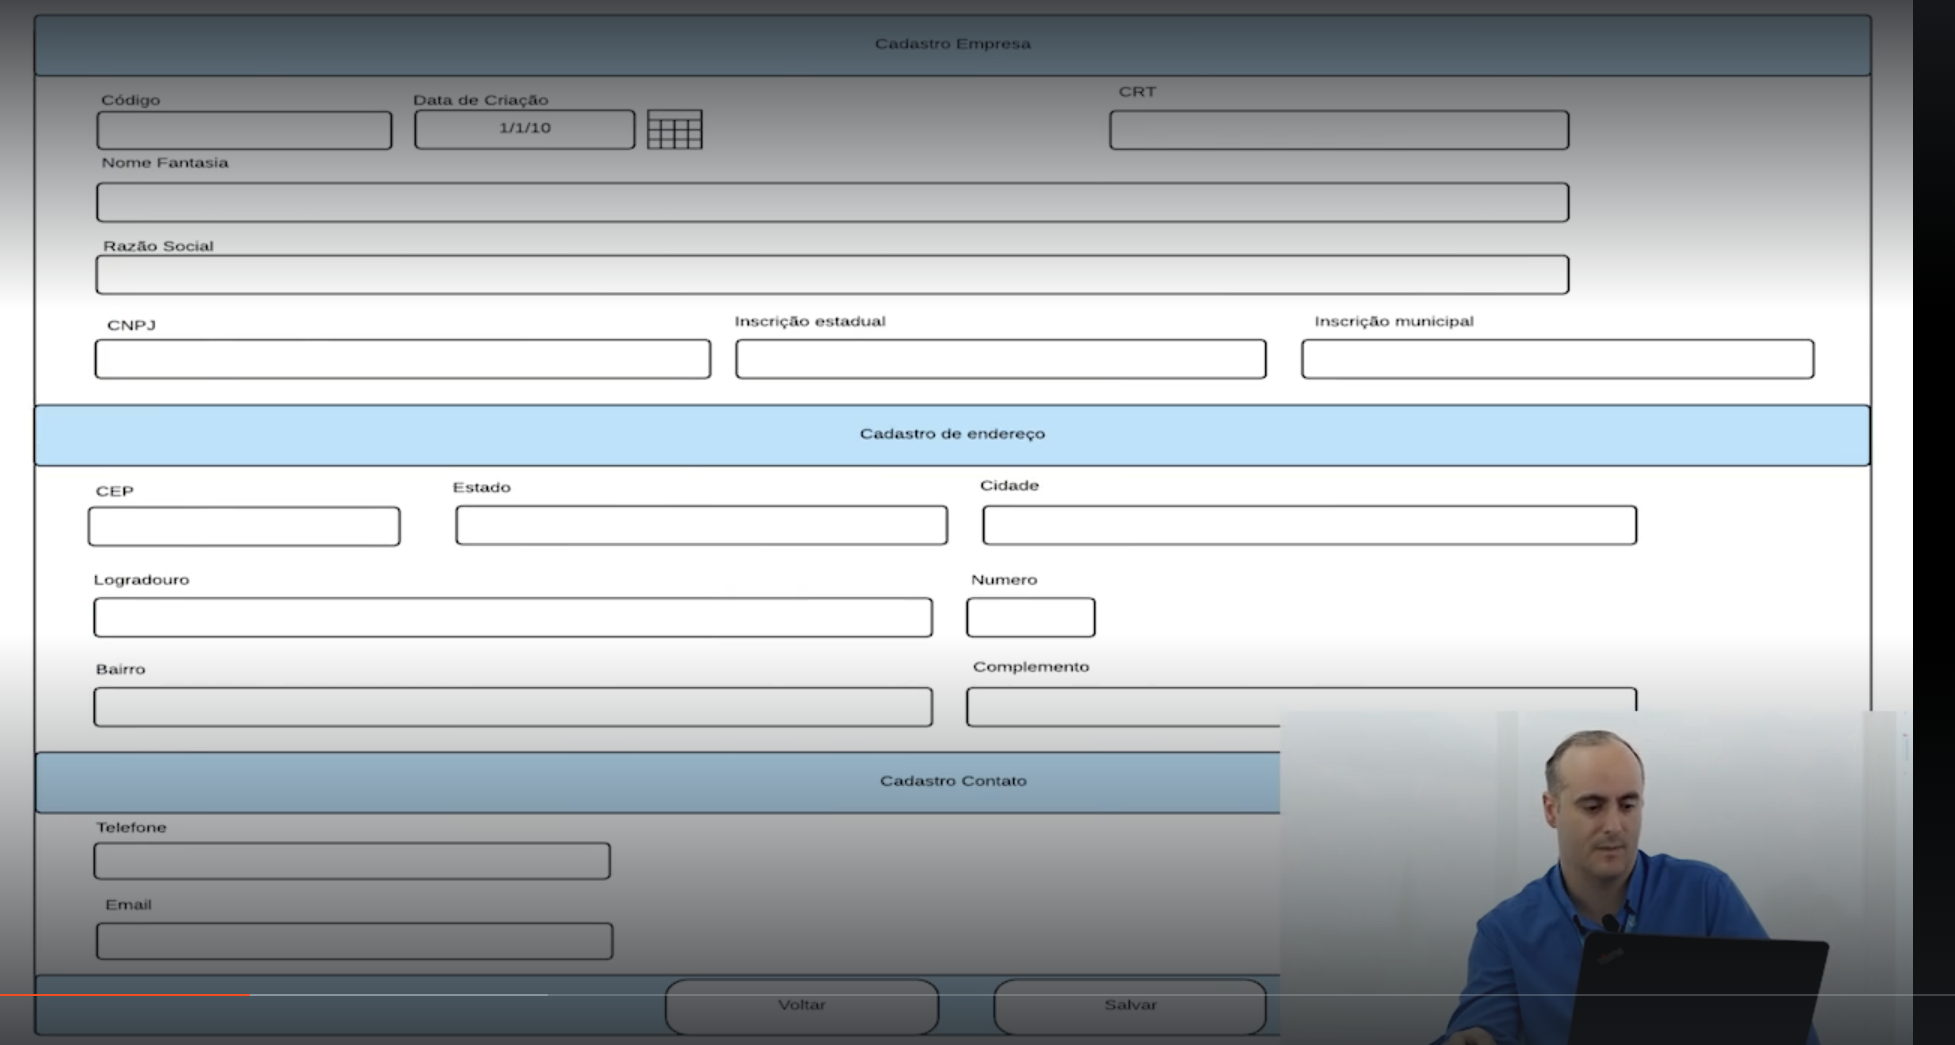 Cadastro Empresa
Código
Data de Criação
CRT
1/1/10
Nome Fantasia
Razão Social
CNPJ
Inscrição estadual
Inscrição municipal
Cadastro de endereço
CEP
Estado
Cidade
Logradouro
Numero
Bairro
Complemento
Cadastro Contato
Telefone
Email
Voltar
Salvar